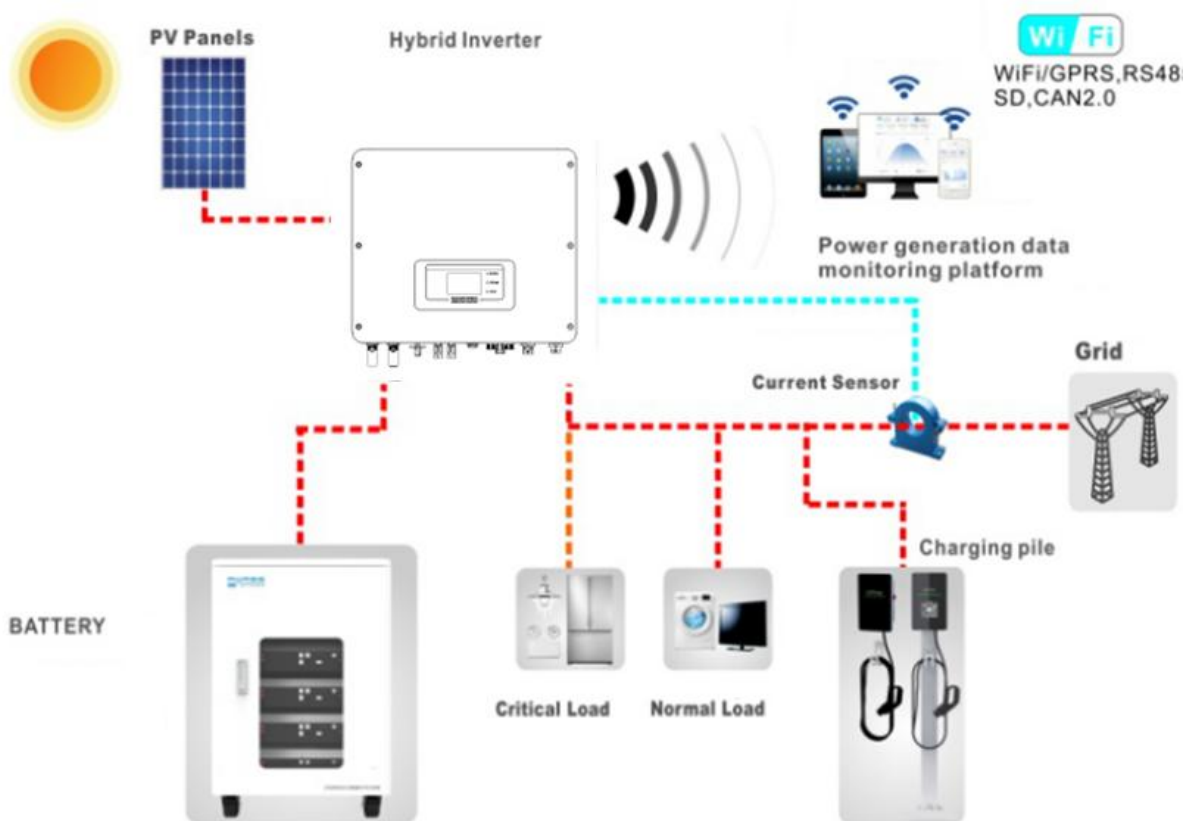 PV Panels
Hybrid Inverter
Wi Fi
WiFi/GPRS,RS485
SD,CAN2.0
Power generation data
monitoring platform
Grid
Current Sensor
Charging pile
BATTERY
Critical Load
Normal Load